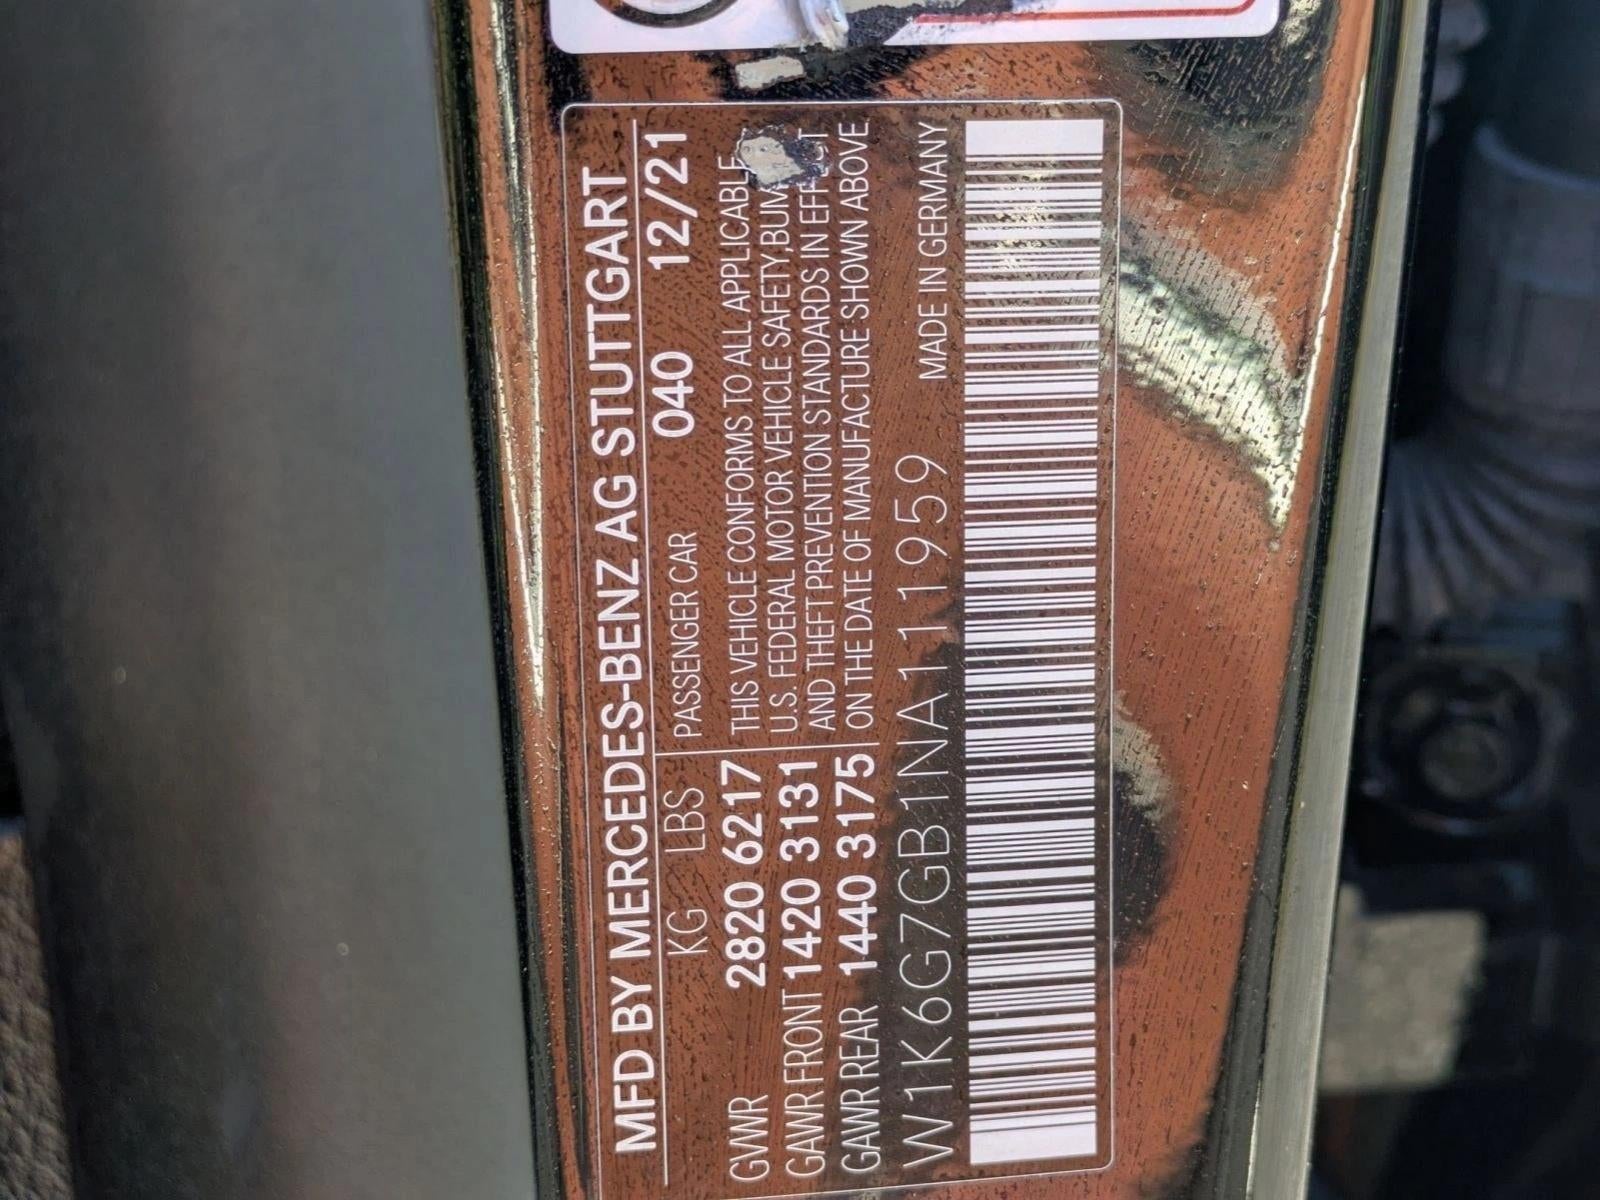 MFD BY MERCEDES-BENZ AG STUTTGART
KG LBS PASSENGER CAR 040 12/21
GVWR 2820 6217 THIS VEHICLE CONFORMS TO ALL APPLICABLE
GAWR FRONT 1420 3131 U.S. FEDERAL MOTOR VEHICLE SAFETY,
GAWR REAR 1440 3175 AND THEFT PREVENTION STANDARDS IN
ON THE DATE OF MANUFACTURE SHOWN ABOVE
W1K6G7GB1NA111959 MADE IN GERMANY